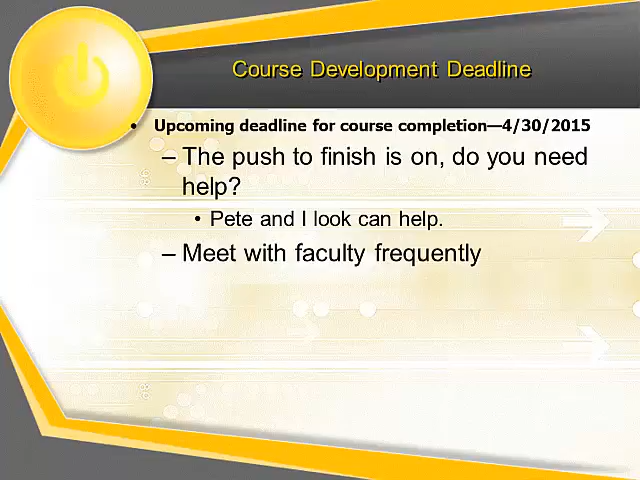 Course Development Deadline
• Upcoming deadline for course completion—4/30/2015
– The push to finish is on, do you need
help?
• Pete and I look can help.
– Meet with faculty frequently